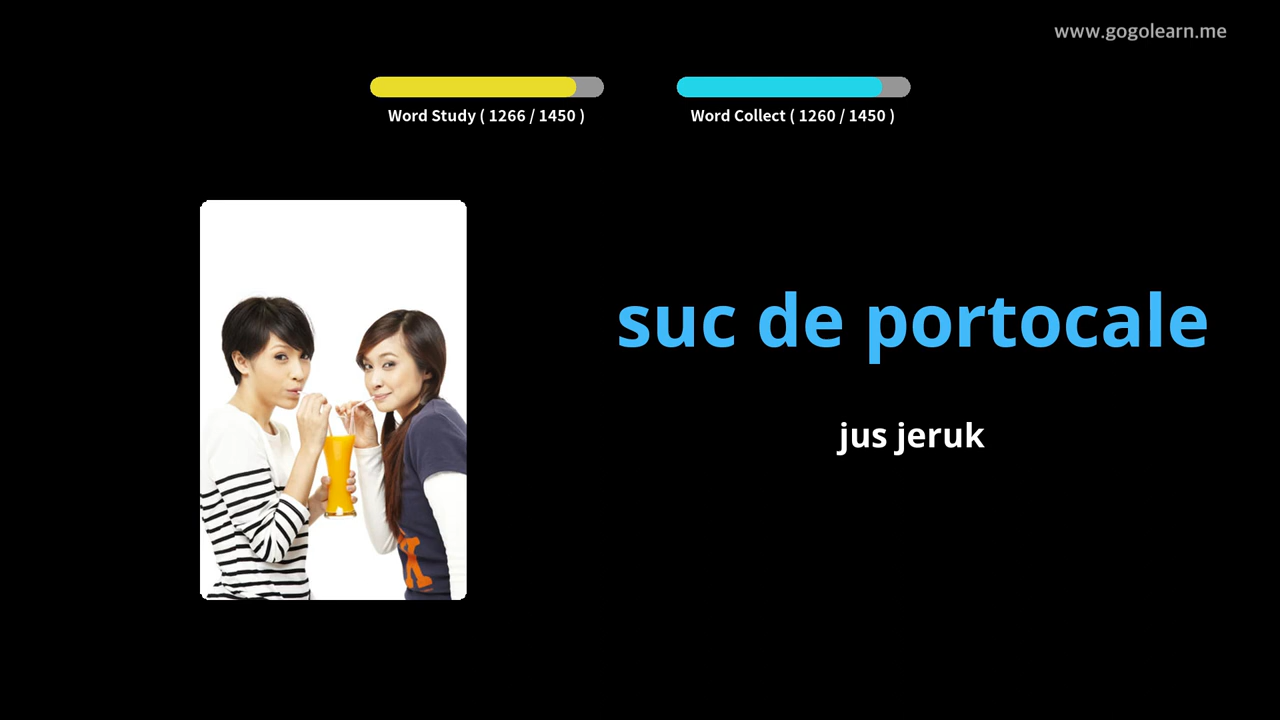 www.gogolearn.me
Word Study ( 1266 / 1450 )
Word Collect ( 1260 / 1450 )
suc de portocale
jus jeruk